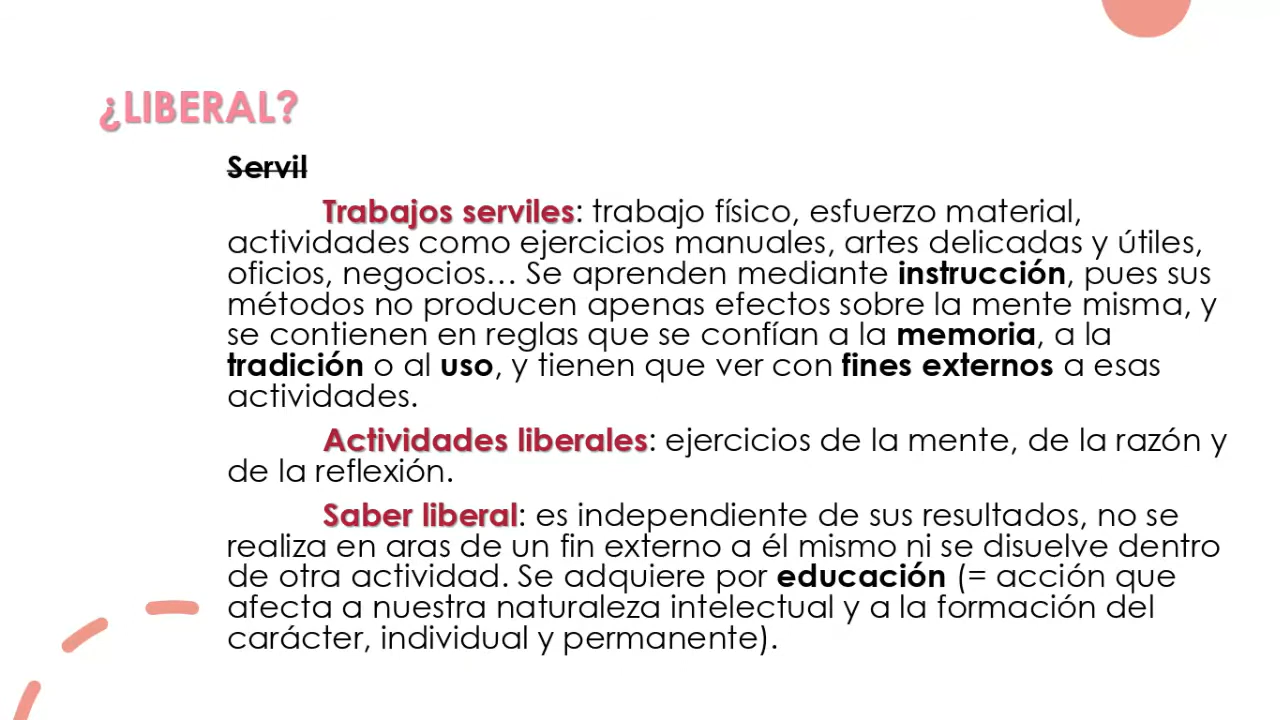 ¿LIBERAL?
Servil
Trabajos serviles: trabajo físico, esfuerzo material,
actividades como ejercicios manuales, artes delicadas y útiles,
oficios, negocios… Se aprenden mediante instrucción, pues sus
métodos no producen apenas efectos sobre la mente misma, y
se contienen en reglas que se confían a la memoria, a la
tradición o al uso, y tienen que ver con fines externos a esas
actividades.
Actividades liberales: ejercicios de la mente, de la razón y
de la reflexión.
Saber liberal: es independiente de sus resultados, no se
realiza en aras de un fin externo a él mismo ni se disuelve dentro
de otra actividad. Se adquiere por educación (= acción que
afecta a nuestra naturaleza intelectual y a la formación del
carácter, individual y permanente).